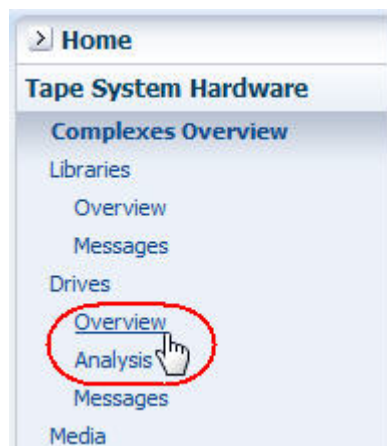 Home
Tape System Hardware
Complexes Overview
Libraries
Overview
Messages
Drives
Overview
Analysis
Messages
Media